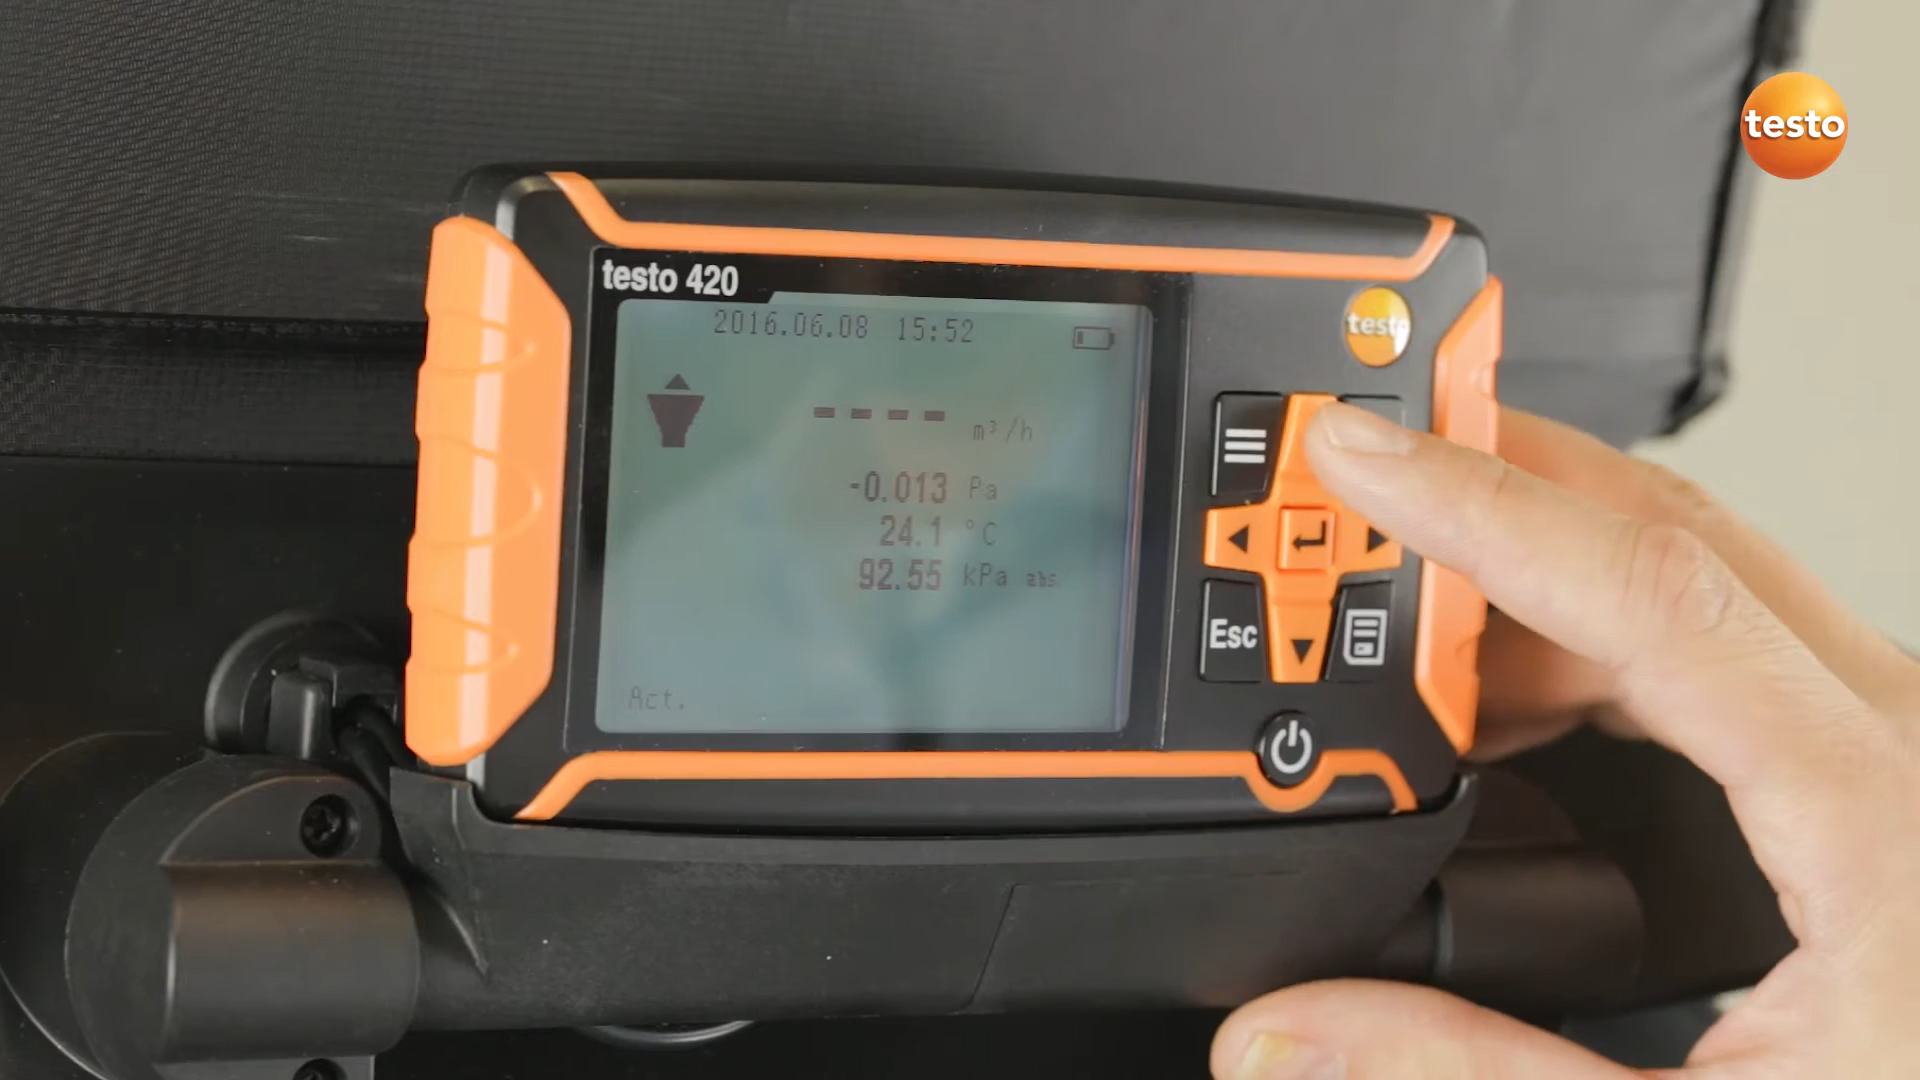 testo
testo 420
2016.06.08 15:52
---- m³/h
-0.013 Pa
24.1 °C
92.55 kPa abs
Act.
testo
Esc